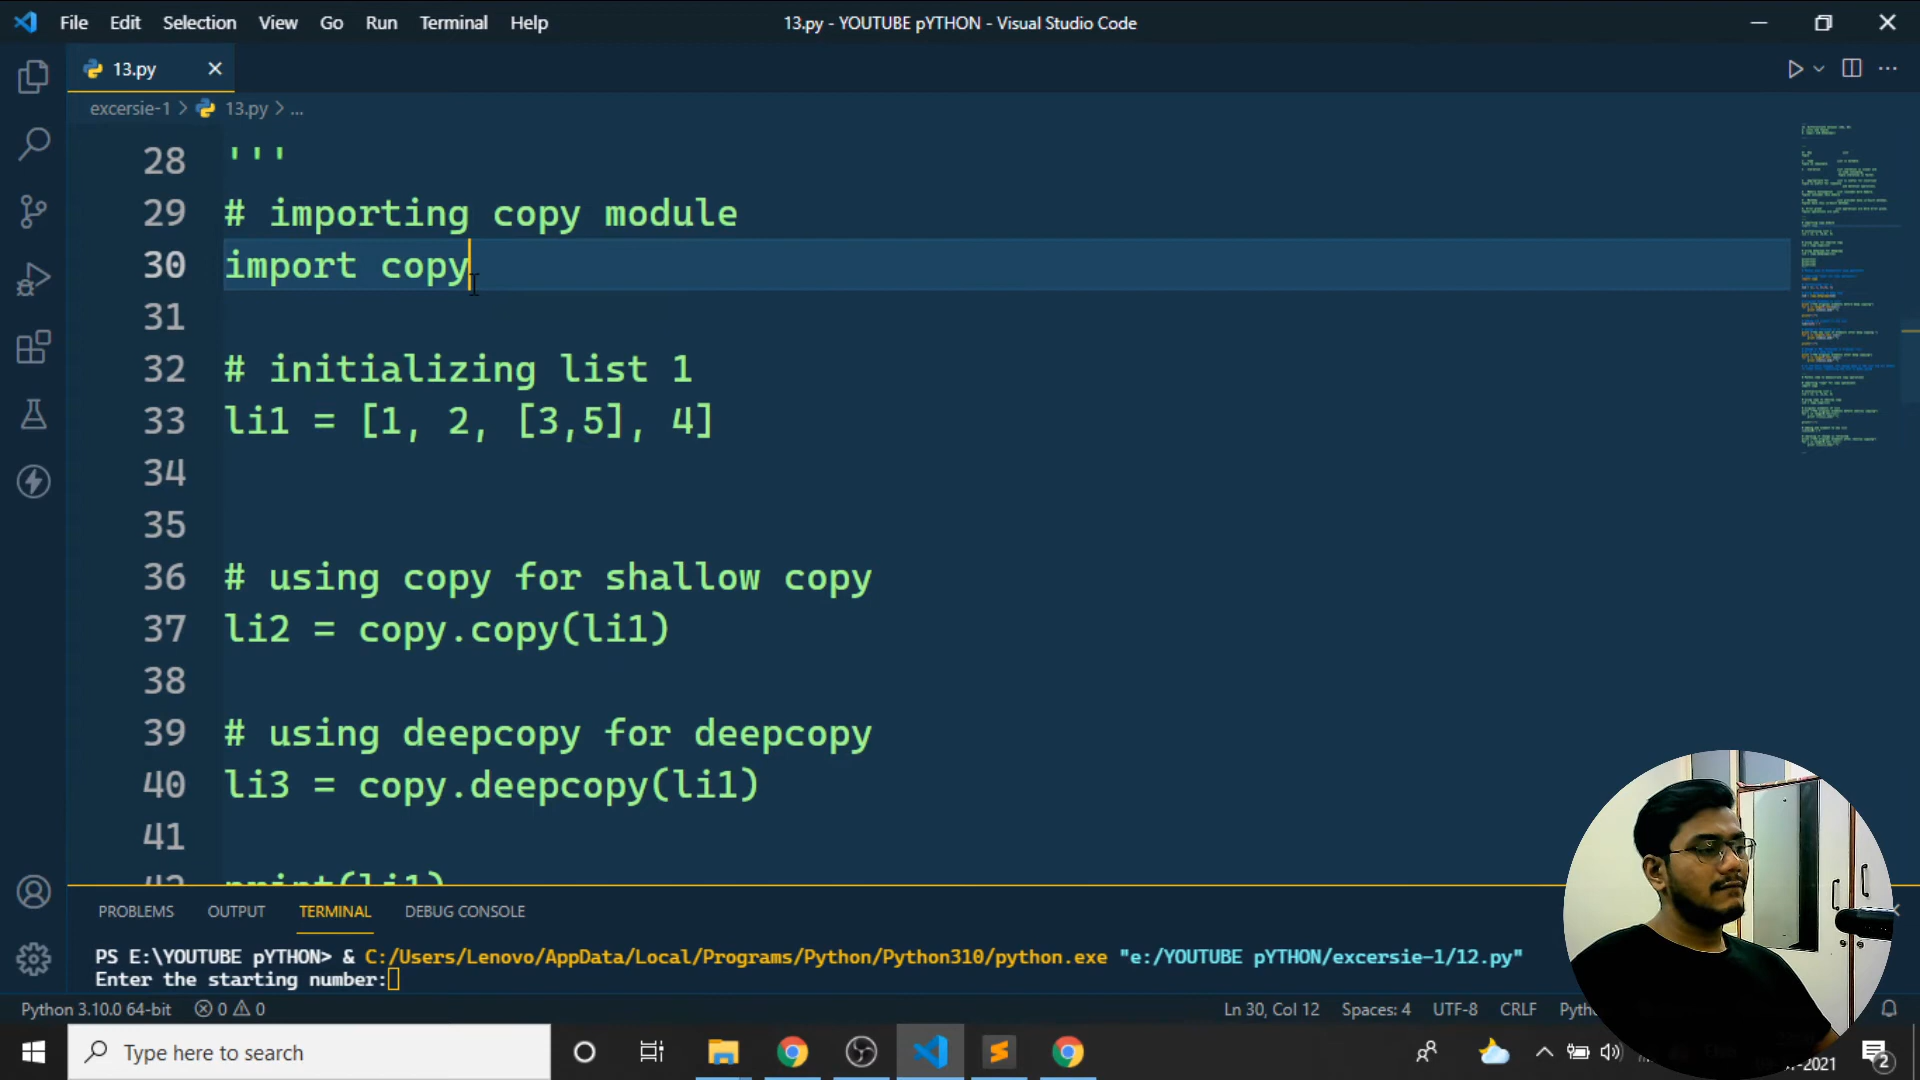 File Edit Selection View Go Run Terminal Help 13.py - YOUTUBE pYTHON - Visual Studio Code
13.py
excersie-1 > 13.py > ...
28 '''
29 # importing copy module
30 import copy
31
32 # initializing list 1
33 li1 = [1, 2, [3,5], 4]
34
35
36 # using copy for shallow copy
37 li2 = copy.copy(li1)
38
39 # using deepcopy for deepcopy
40 li3 = copy.deepcopy(li1)
41
42 print(li1)
PROBLEMS OUTPUT TERMINAL DEBUG CONSOLE
PS E:\YOUTUBE pYTHON> & C:/Users/Lenovo/AppData/Local/Programs/Python/Python310/python.exe "e:/YOUTUBE pYTHON/excersie-1/12.py"
Enter the starting number:
Python 3.10.0 64-bit 0 0 Ln 30, Col 12 Spaces: 4 UTF-8 CRLF
Type here to search
2